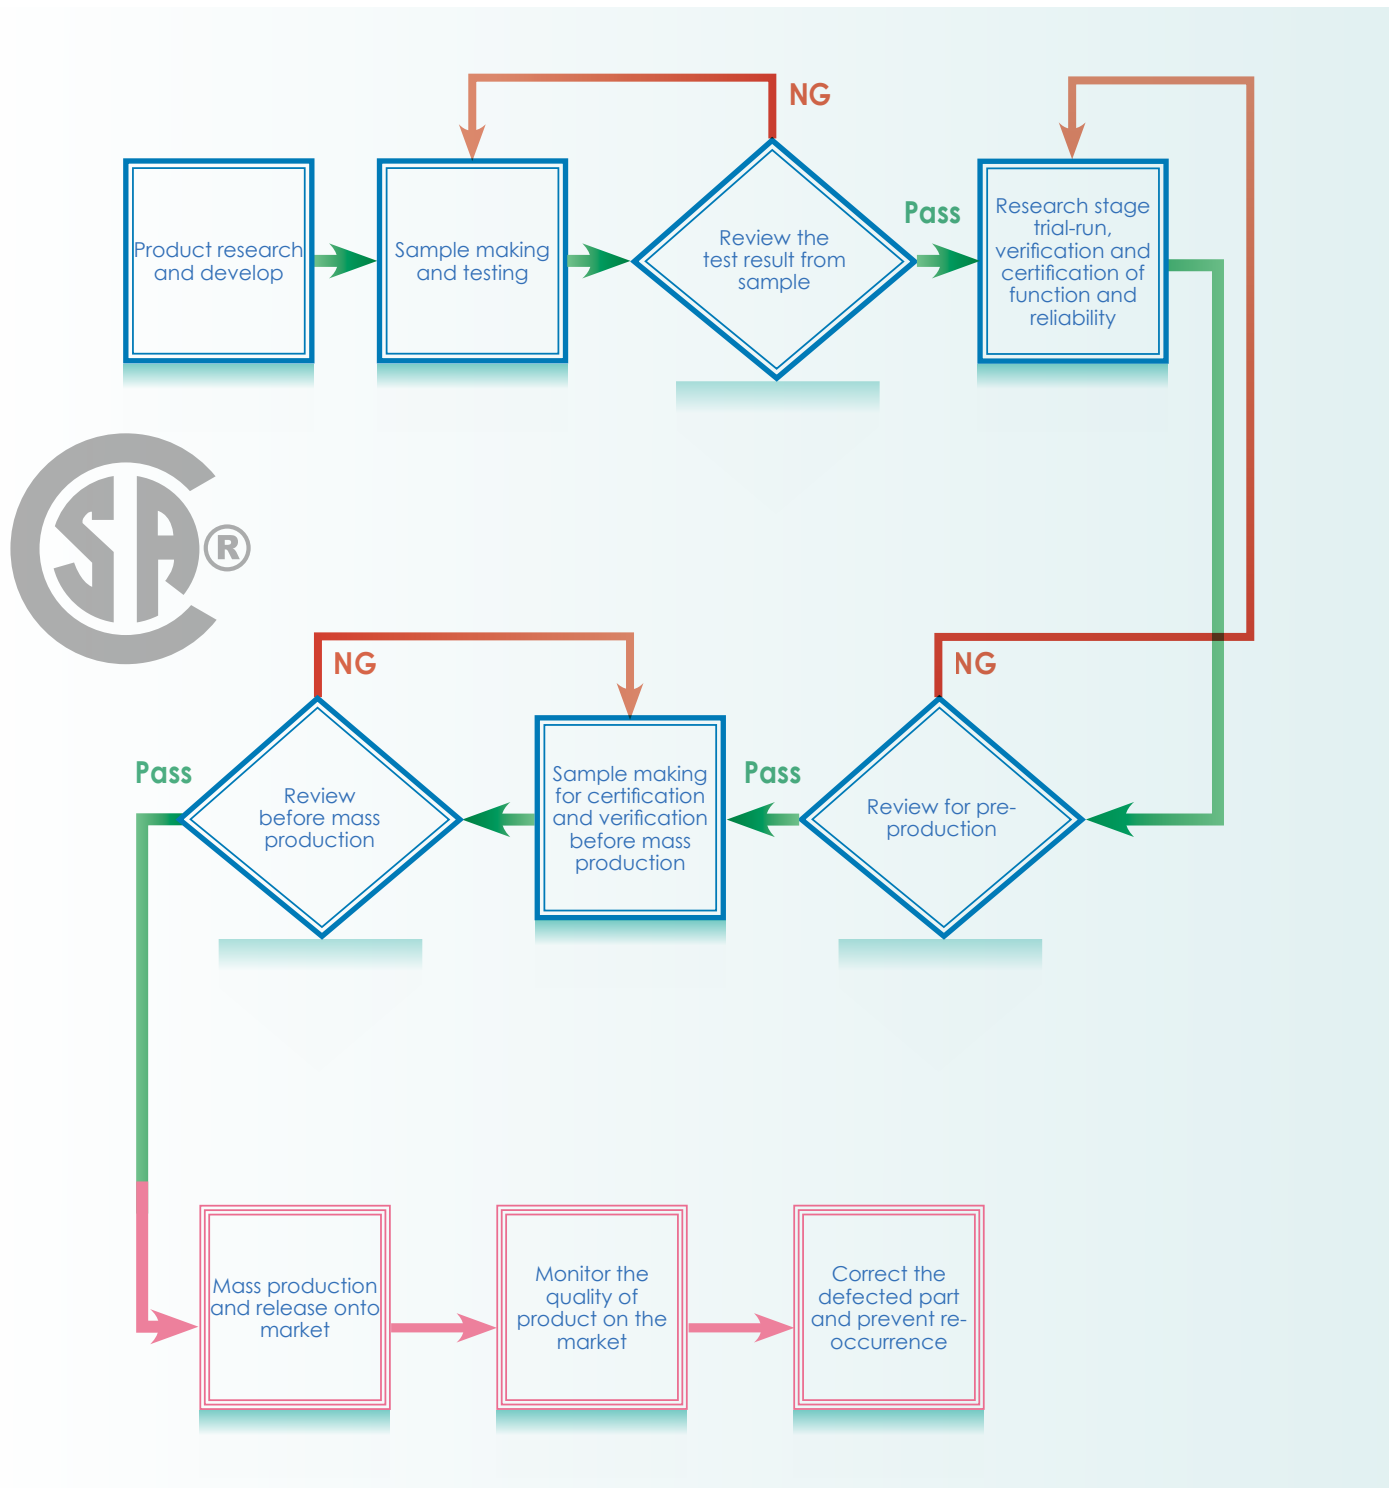 NG
Pass
Product research
and develop
Sample making
and testing
Review the
test result from
sample
Research stage
trial-run,
verification and
certification of
function and
reliability
CSA®
NG
NG
Pass
Review
before mass
production
Sample making
for certification
and verification
before mass
production
Pass
Review for pre-
production
Mass production
and release onto
market
Monitor the
quality of
product on the
market
Correct the
defected part
and prevent re-
occurrence